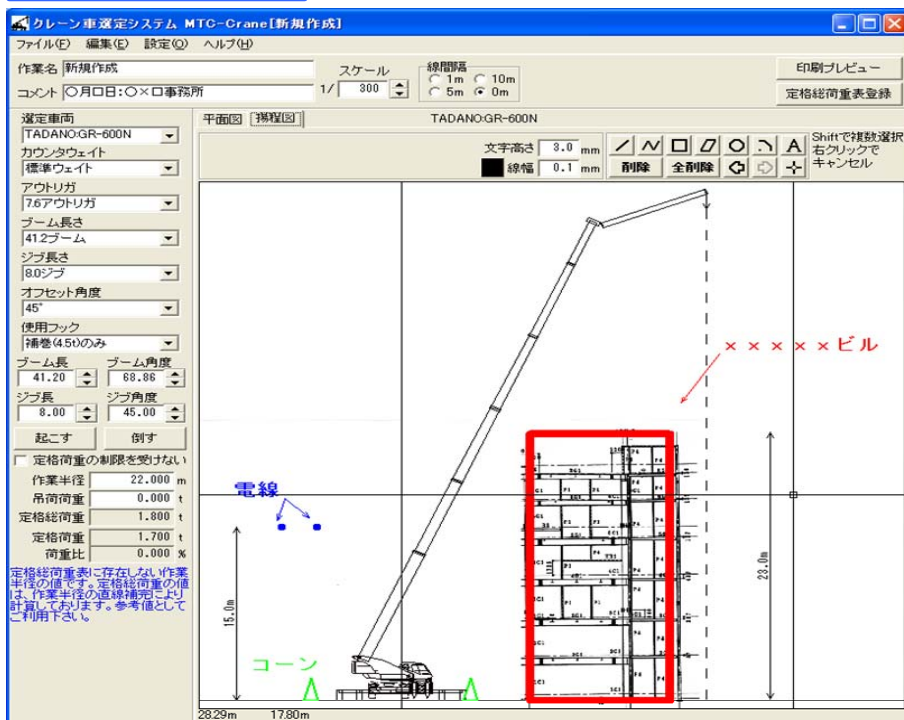 クレーン車選定システム MTC-Crane[新規作成]
ファイル(F) 編集(E) 設定(O) ヘルプ(H)
作業名 新規作成
コメント 〇月口日:〇×口事務所
スケール
1/ 300
線間隔
1m 10m
5m 0m
印刷プレビュー
定格総荷重表登録
選定車両
TADANO:GR-600N
カウンタウェイト
標準ウェイト
アウトリガ
7.6アウトリガ
ブーム長さ
41.2ブーム
ジブ長さ
8.0ジブ
オフセット角度
45°
使用フック
補巻(4.5t)のみ
ブーム長 ブーム角度
41.20 68.86
ジブ長 ジブ角度
8.00 45.00
起こす 倒す
定格荷重の制限を受けない
作業半径 22.000 m
吊荷荷重 0.000 t
定格総荷重 1.800 t
定格荷重 1.700 t
荷重比 0.000 %
定格総荷重表に存在しない作業
半径の値です。定格総荷重の値
は、作業半径の直線補完により
計算しております。参考値として
ご利用下さい。
平面図 揚程図 TADANO:GR-600N
文字高さ 3.0 mm
線幅 0.1 mm
A
削除 全削除
Shiftで複数選択
右クリックで
キャンセル
×××××ビル
電線
15.0m
23.0m
コーン
28.29m 17.80m